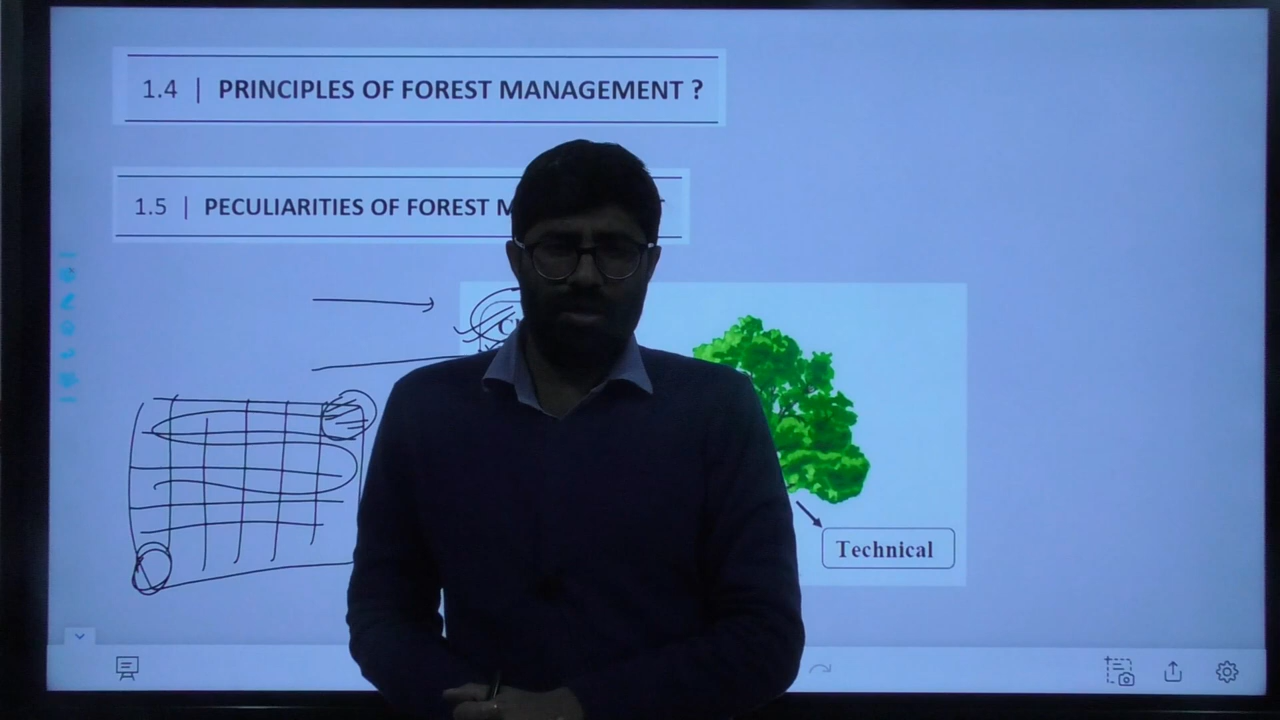 1.4 | PRINCIPLES OF FOREST MANAGEMENT ?
1.5 | PECULIARITIES OF FOREST
Technical